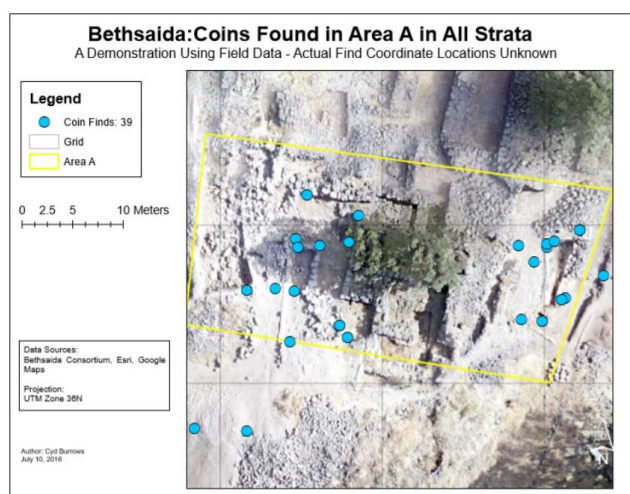 Bethsaida:Coins Found in Area A in All Strata
A Demonstration Using Field Data - Actual Find Coordinate Locations Unknown
Legend
Coin Finds: 39
Grid
Area A
0 2.5 5 10 Meters
Data Sources:
Bethsaida Consortium, Esri, Google
Maps
Projection:
UTM Zone 36N
Author: Cyd Burrows
July 10, 2016